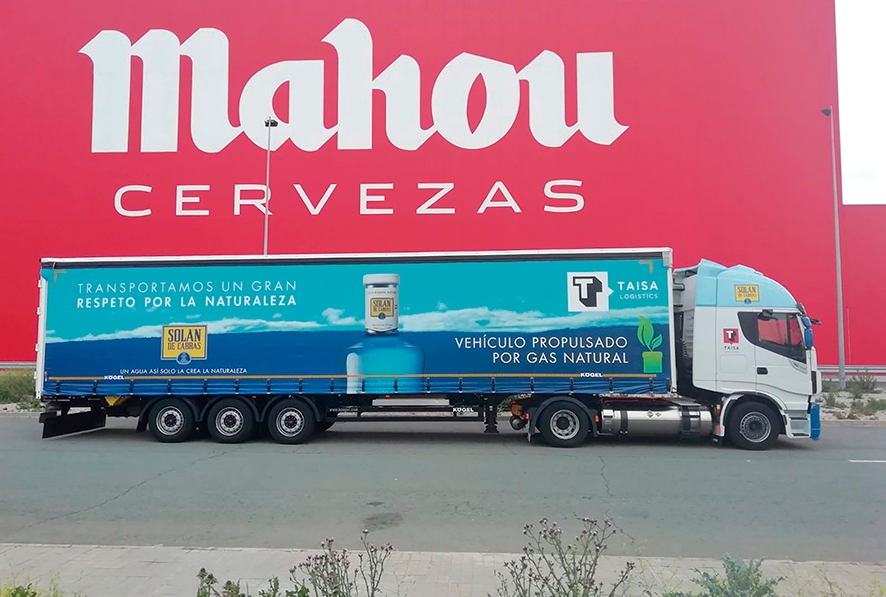 Mahou
CERVEZAS
TRANSPORTAMOS UN GRAN
RESPETO POR LA NATURALEZA
SOLAN
DE CABRAS
UN AGUA ASÍ SOLO LA CREA LA NATURALEZA
KÖGEL
SOLAN
DE CABRAS
T
TAISA
LOGISTICS
VEHÍCULO PROPULSADO
POR GAS NATURAL
KÖGEL
KÖGEL
SOLAN
DE CABRAS
T
TAISA